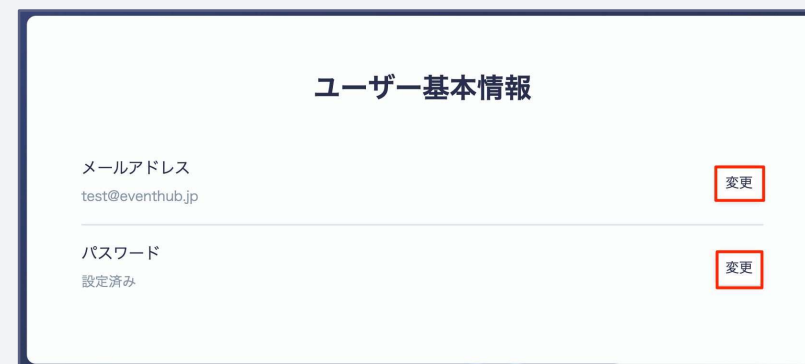 ユーザー基本情報
メールアドレス
test@eventhub.jp
変更
パスワード
設定済み
変更